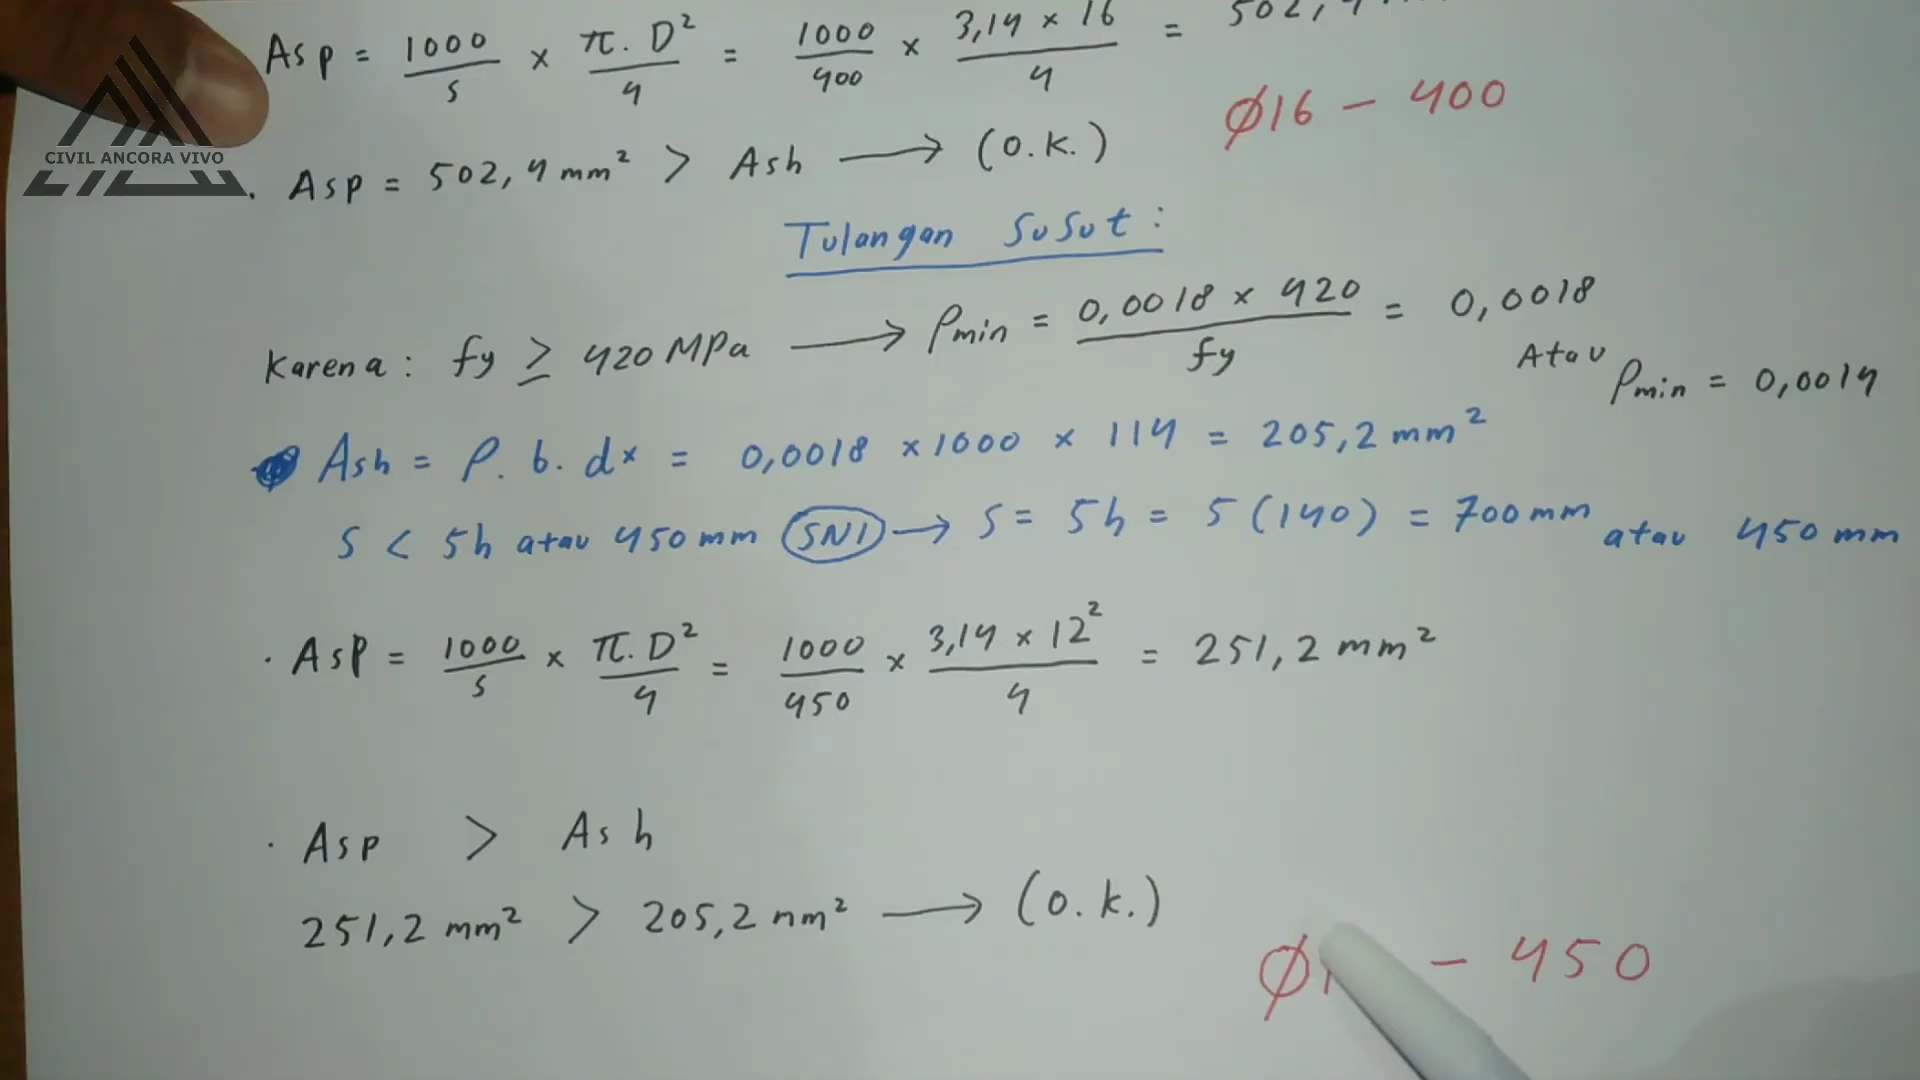 Asp = 1000/s × π.D²/4 = 1000/400 × 3,14 × 16/4 = 502,4
ø16 - 400
CIVIL ANCORA VIVO
. Asp = 502,4 mm² > Ash → (O.K.)
Tulangan Susut :
Karena : fy ≥ 420 MPa → ρmin = 0,0018 × 420/fy = 0,0018
Atau ρmin = 0,0014
Ash = ρ. b. dx = 0,0018 × 1000 × 114 = 205,2 mm²
S < 5h atau 450 mm SNI → S = 5h = 5 (140) = 700 mm atau 450 mm
. Asp = 1000/s × π.D²/4 = 1000/450 × 3,14 × 12²/4 = 251,2 mm²
. Asp > Ash
251,2 mm² > 205,2 nm² → (O.K.)
- 450